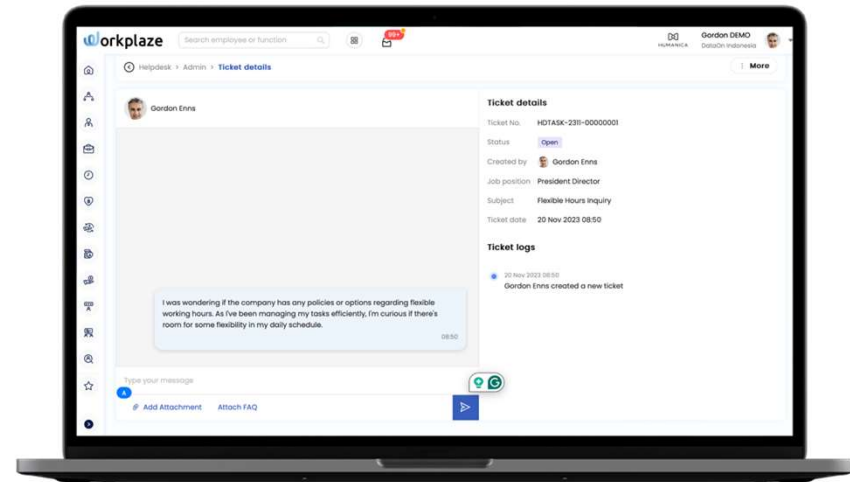 Workplaze
Search employee or function
99+
HUMANICA
Gordon DEMO
DataOn Indonesia
Helpdesk > Admin > Ticket details
More
Gordon Enns
I was wondering if the company has any policies or options regarding flexible
working hours. As I've been managing my tasks efficiently, I'm curious if there's
room for some flexibility in my daily schedule.
08:50
Type your message
A
Add Attachment
Attach FAQ
G
Ticket details
Ticket No. HDTASK-2311-00000001
Status Open
Created by Gordon Enns
Job position President Director
Subject Flexible Hours Inquiry
Ticket date 20 Nov 2023 08:50
Ticket logs
20 Nov 2023 08:50
Gordon Enns created a new ticket